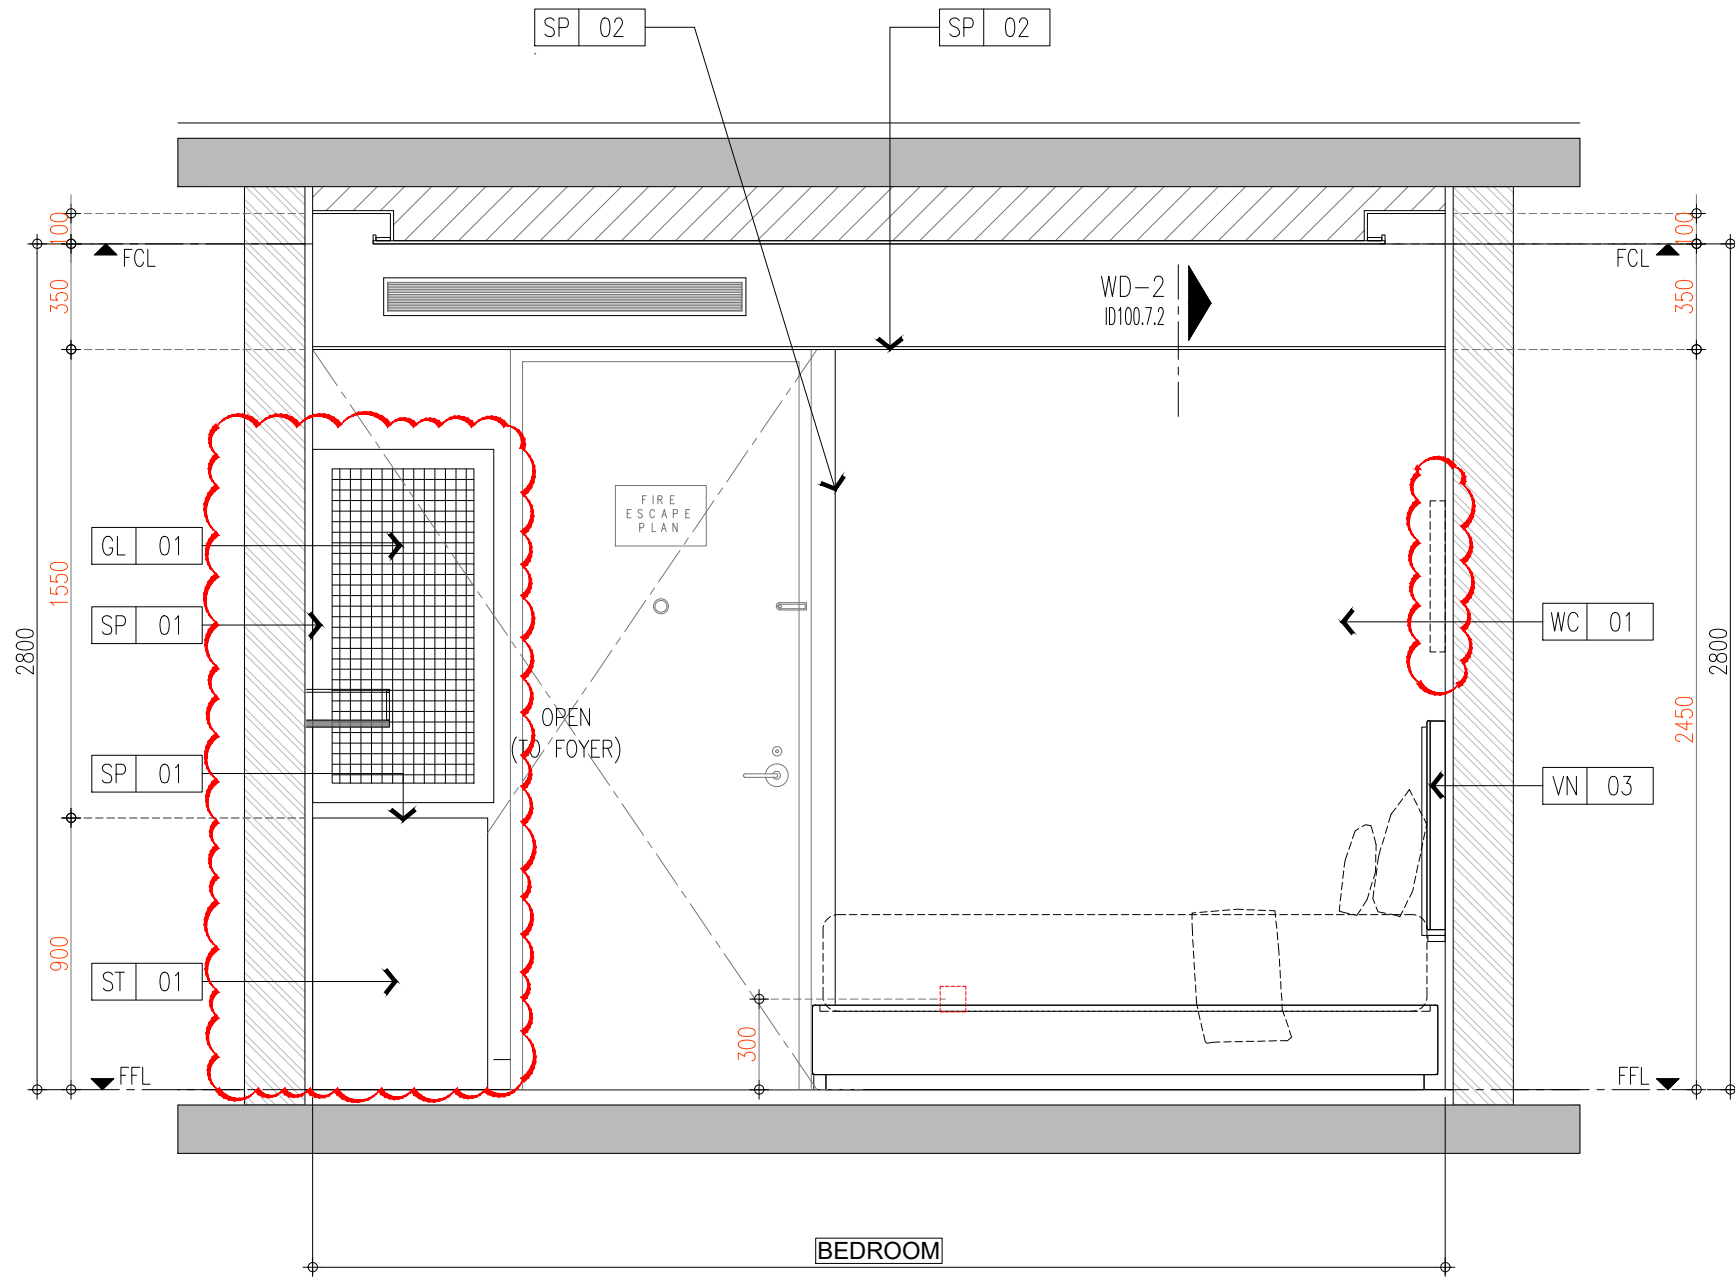 SP 02
SP 02
100
100
FCL
FCL
350
350
WD-2
ID100.7.2
FIRE
ESCAPE
PLAN
GL 01
1550
SP 01
WC 01
2800
2800
OPEN
(TO FOYER)
2450
SP 01
VN 03
900
ST 01
300
FFL
FFL
BEDROOM